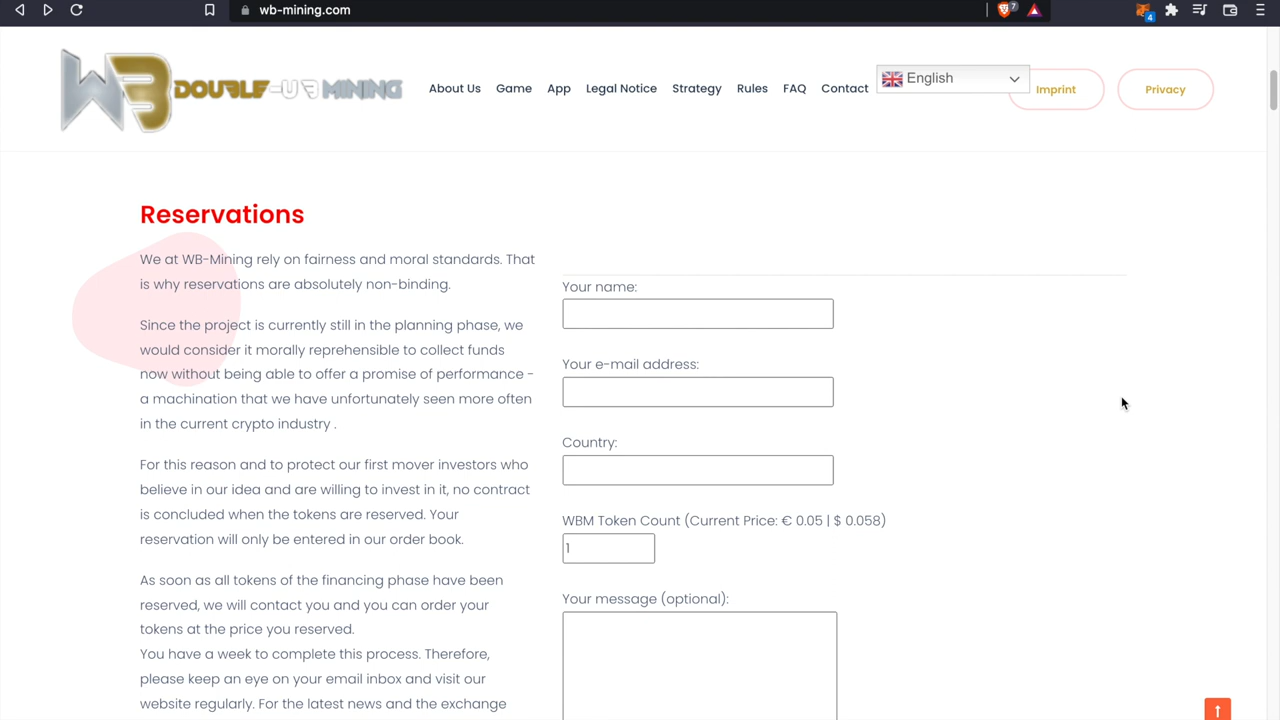 wb-mining.com
7
4
WB DOUBLE-U B MINING
About Us
Game
App
Legal Notice
Strategy
Rules
FAQ
Contact
English
Imprint
Privacy
Reservations
We at WB-Mining rely on fairness and moral standards. That
is why reservations are absolutely non-binding.
Since the project is currently still in the planning phase, we
would consider it morally reprehensible to collect funds
now without being able to offer a promise of performance -
a machination that we have unfortunately seen more often
in the current crypto industry .
For this reason and to protect our first mover investors who
believe in our idea and are willing to invest in it, no contract
is concluded when the tokens are reserved. Your
reservation will only be entered in our order book.
As soon as all tokens of the financing phase have been
reserved, we will contact you and you can order your
tokens at the price you reserved.
You have a week to complete this process. Therefore,
please keep an eye on your email inbox and visit our
website regularly. For the latest news and the exchange
Your name:
Your e-mail address:
Country:
WBM Token Count (Current Price: € 0.05 | $ 0.058)
1
Your message (optional):